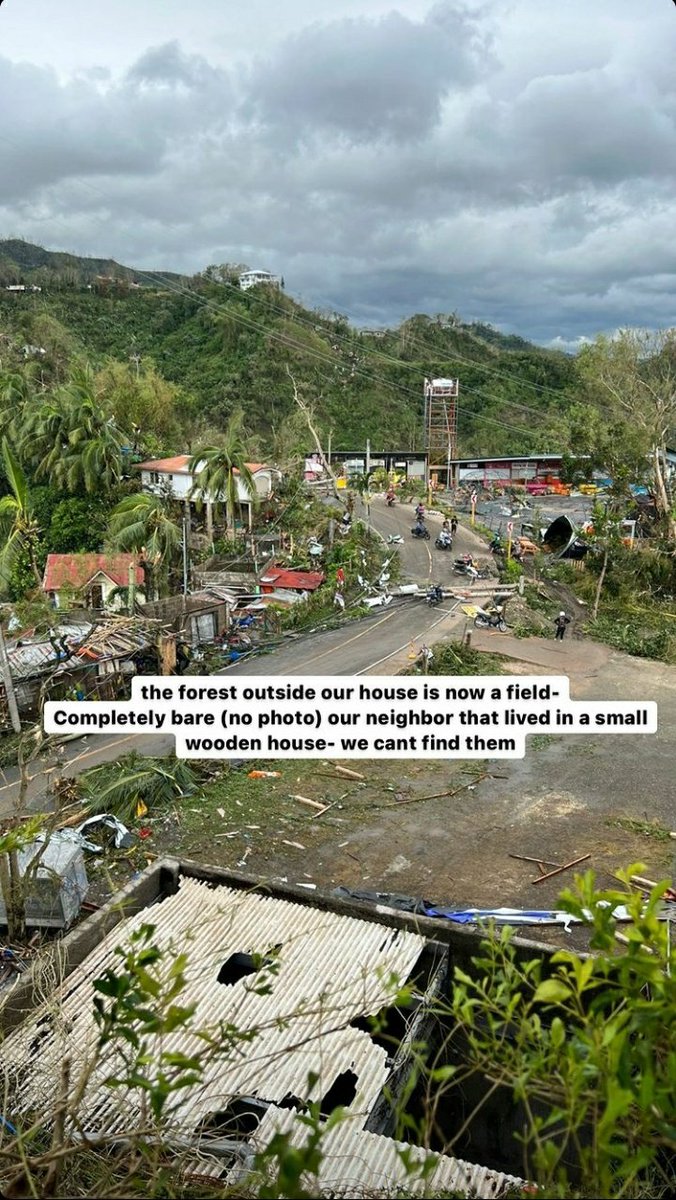 the forest outside our house is now a field-
Completely bare (no photo) our neighbor that lived in a small
wooden house- we cant find them